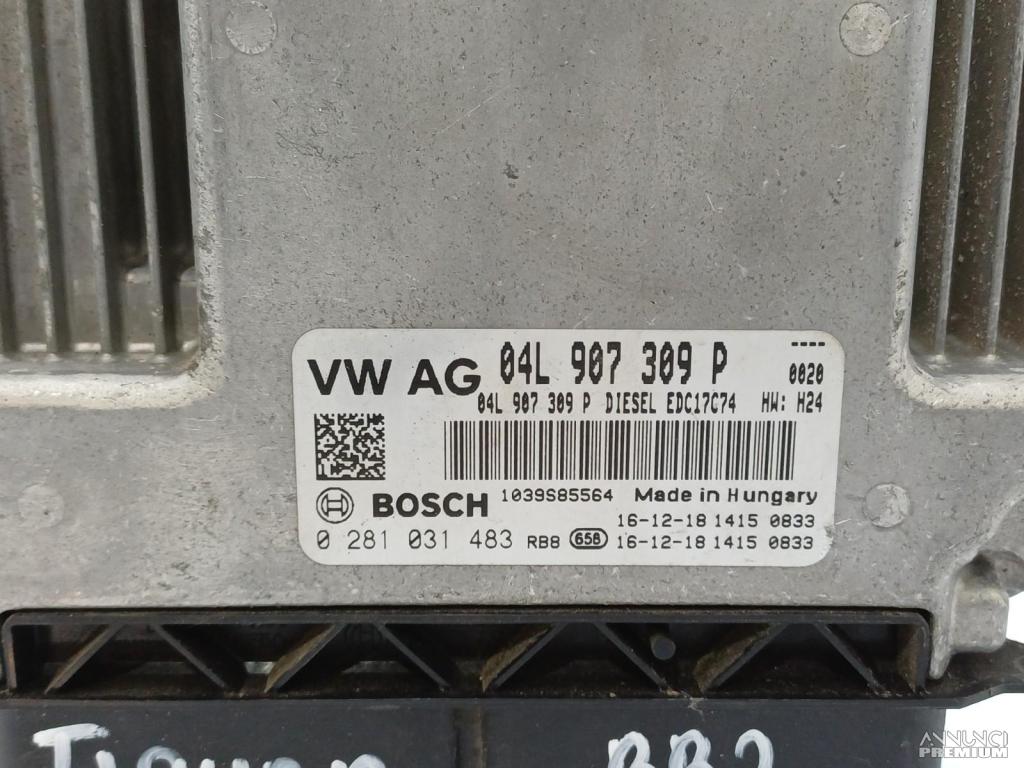 VW AG 04L 907 309 P ----
0020
04L 907 309 P DIESEL EDC17C74 HW: H24
BOSCH 1039S85564 Made in Hungary
16-12-18 1415 0833
0 281 031 483 RB8 658 16-12-18 1415 0833
Tiguan
ANNUNCI
PREMIUM